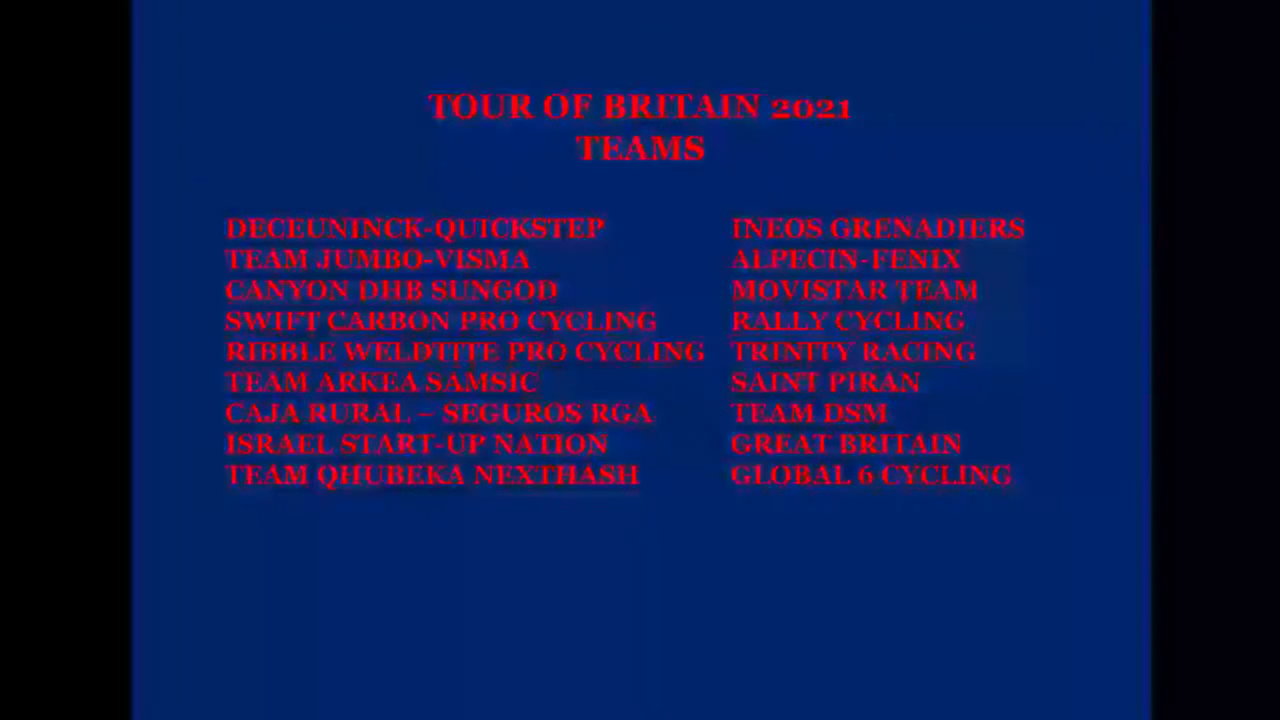 TOUR OF BRITAIN 2021
TEAMS
DECEUNINCK-QUICKSTEP
TEAM JUMBO-VISMA
CANYON DHB SUNGOD
SWIFT CARBON PRO CYCLING
RIBBLE WELDTITE PRO CYCLING
TEAM ARKEA SAMSIC
CAJA RURAL – SEGUROS RGA
ISRAEL START-UP NATION
TEAM QHUBEKA NEXTHASH
INEOS GRENADIERS
ALPECIN-FENIX
MOVISTAR TEAM
RALLY CYCLING
TRINITY RACING
SAINT PIRAN
TEAM DSM
GREAT BRITAIN
GLOBAL 6 CYCLING